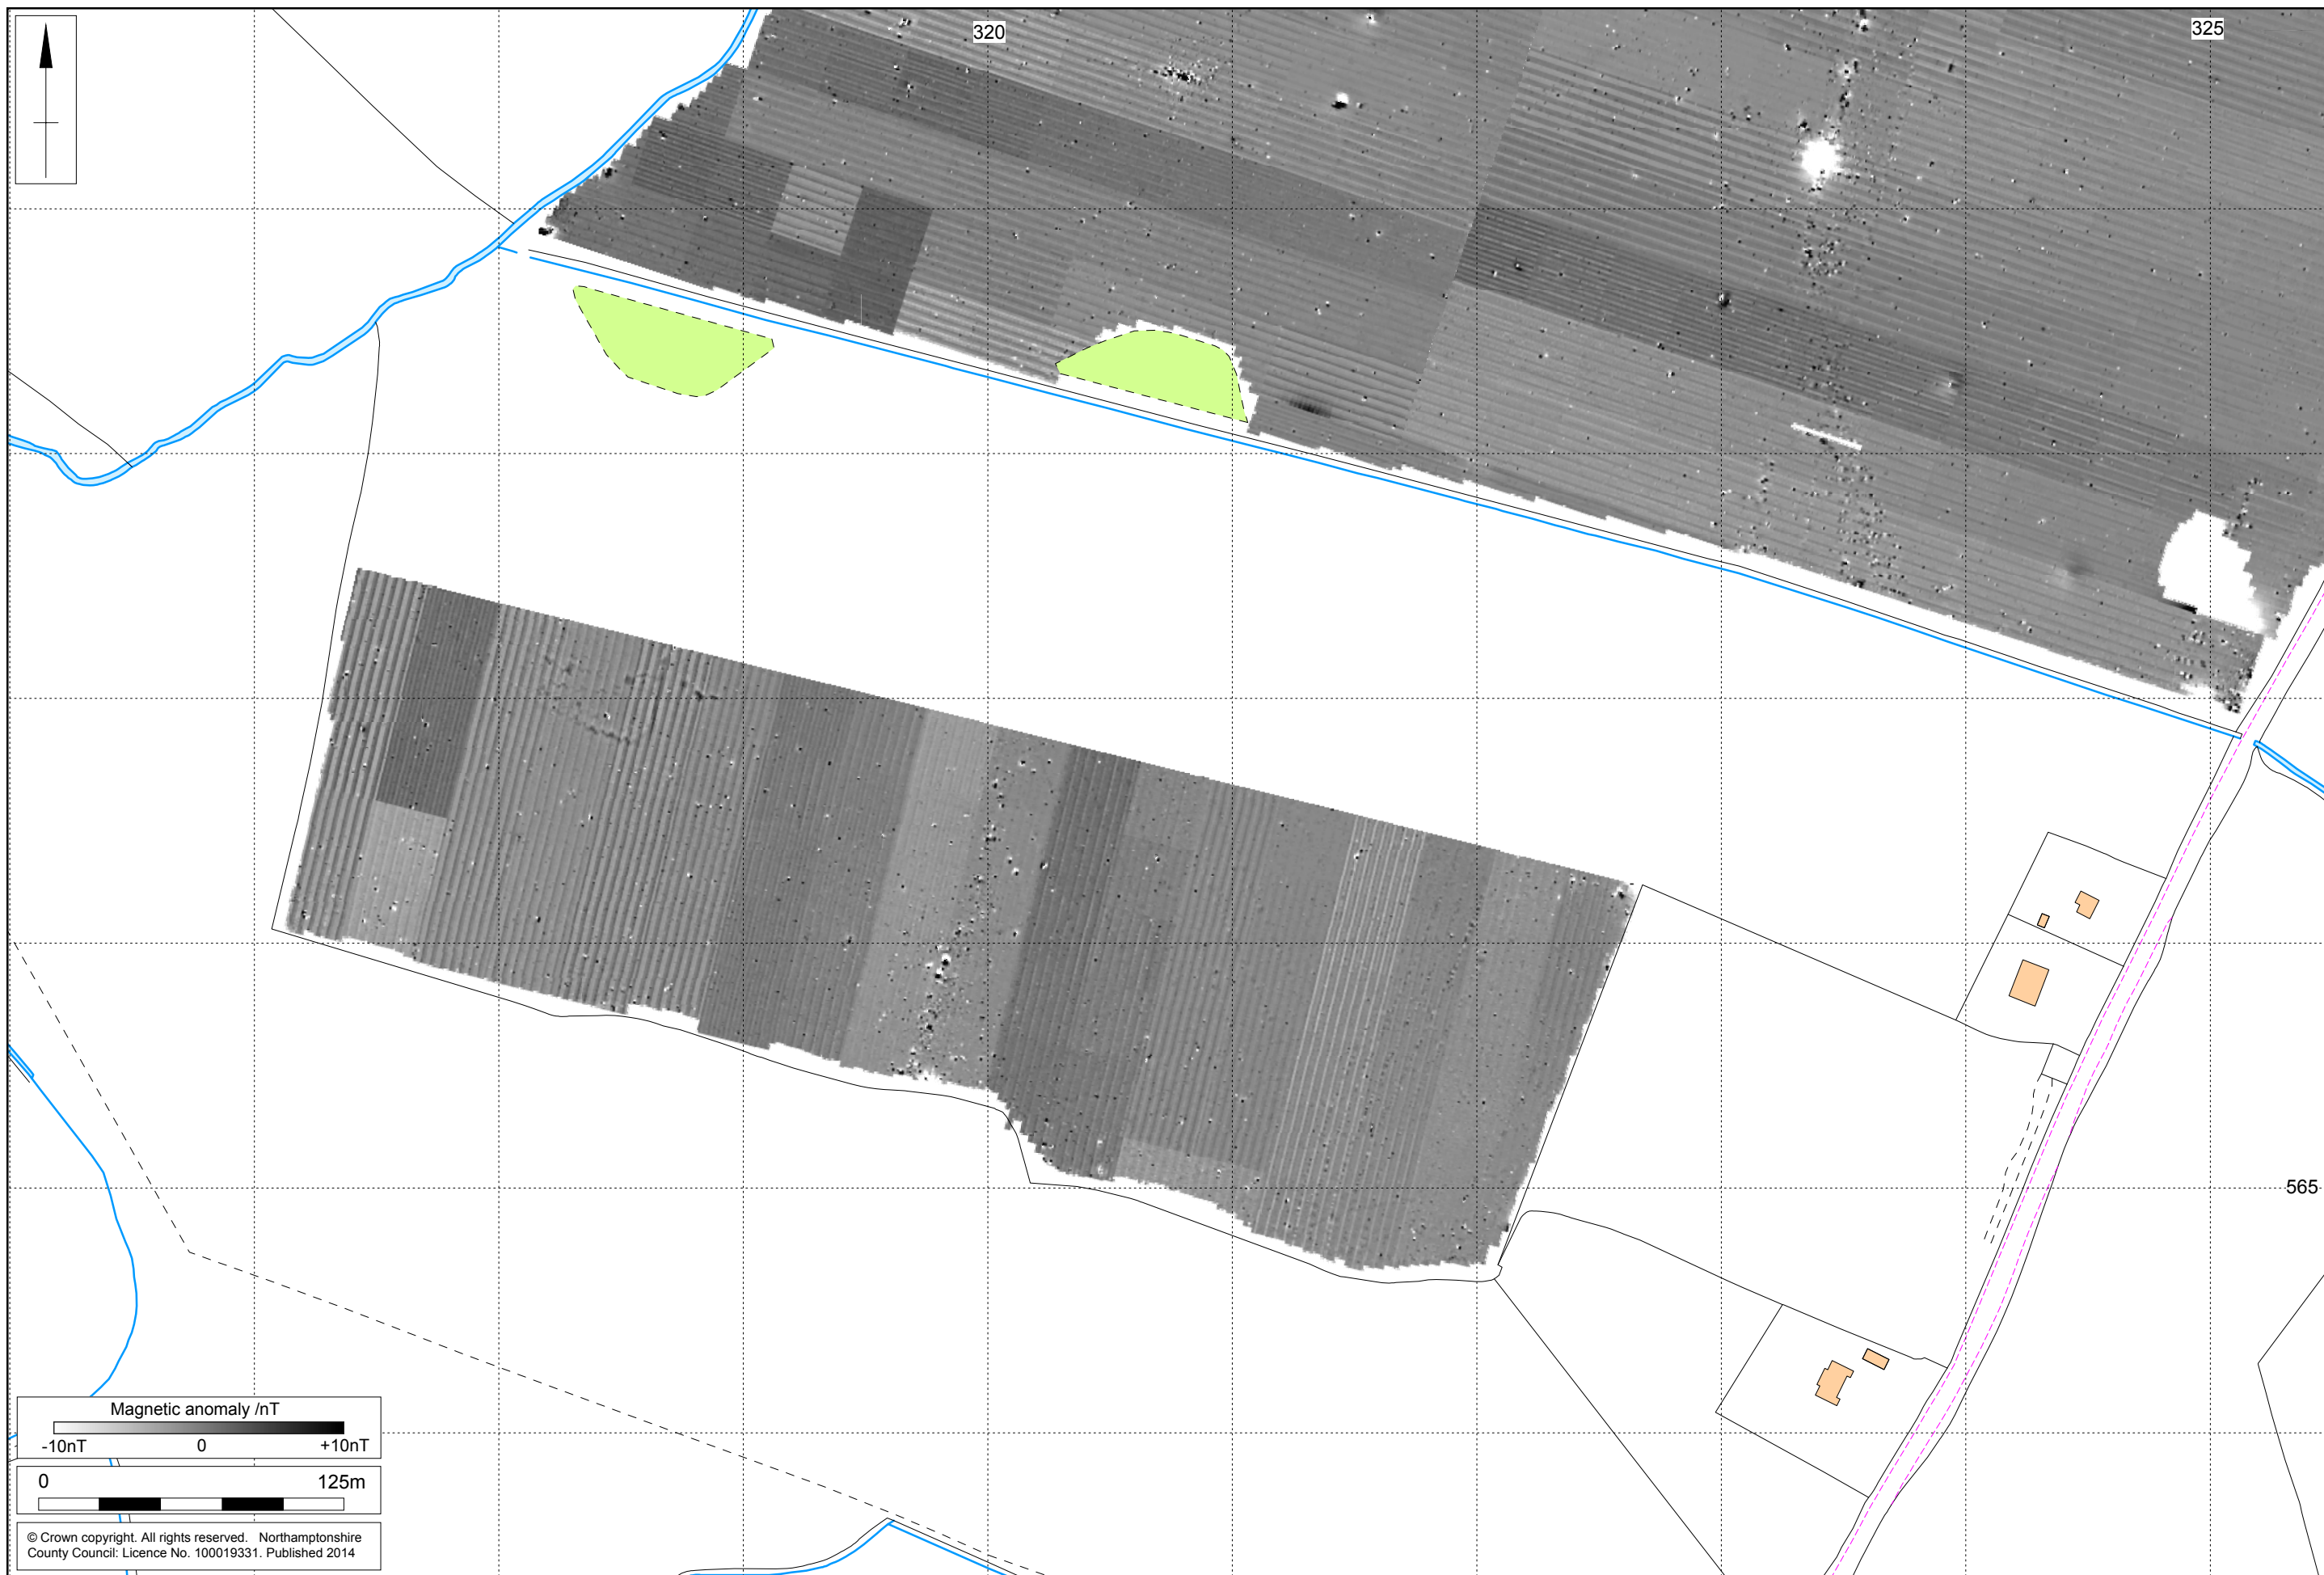 320
325
565
Magnetic anomaly /nT
-10nT 0 +10nT
0 125m
© Crown copyright. All rights reserved. Northamptonshire
County Council: Licence No. 100019331. Published 2014